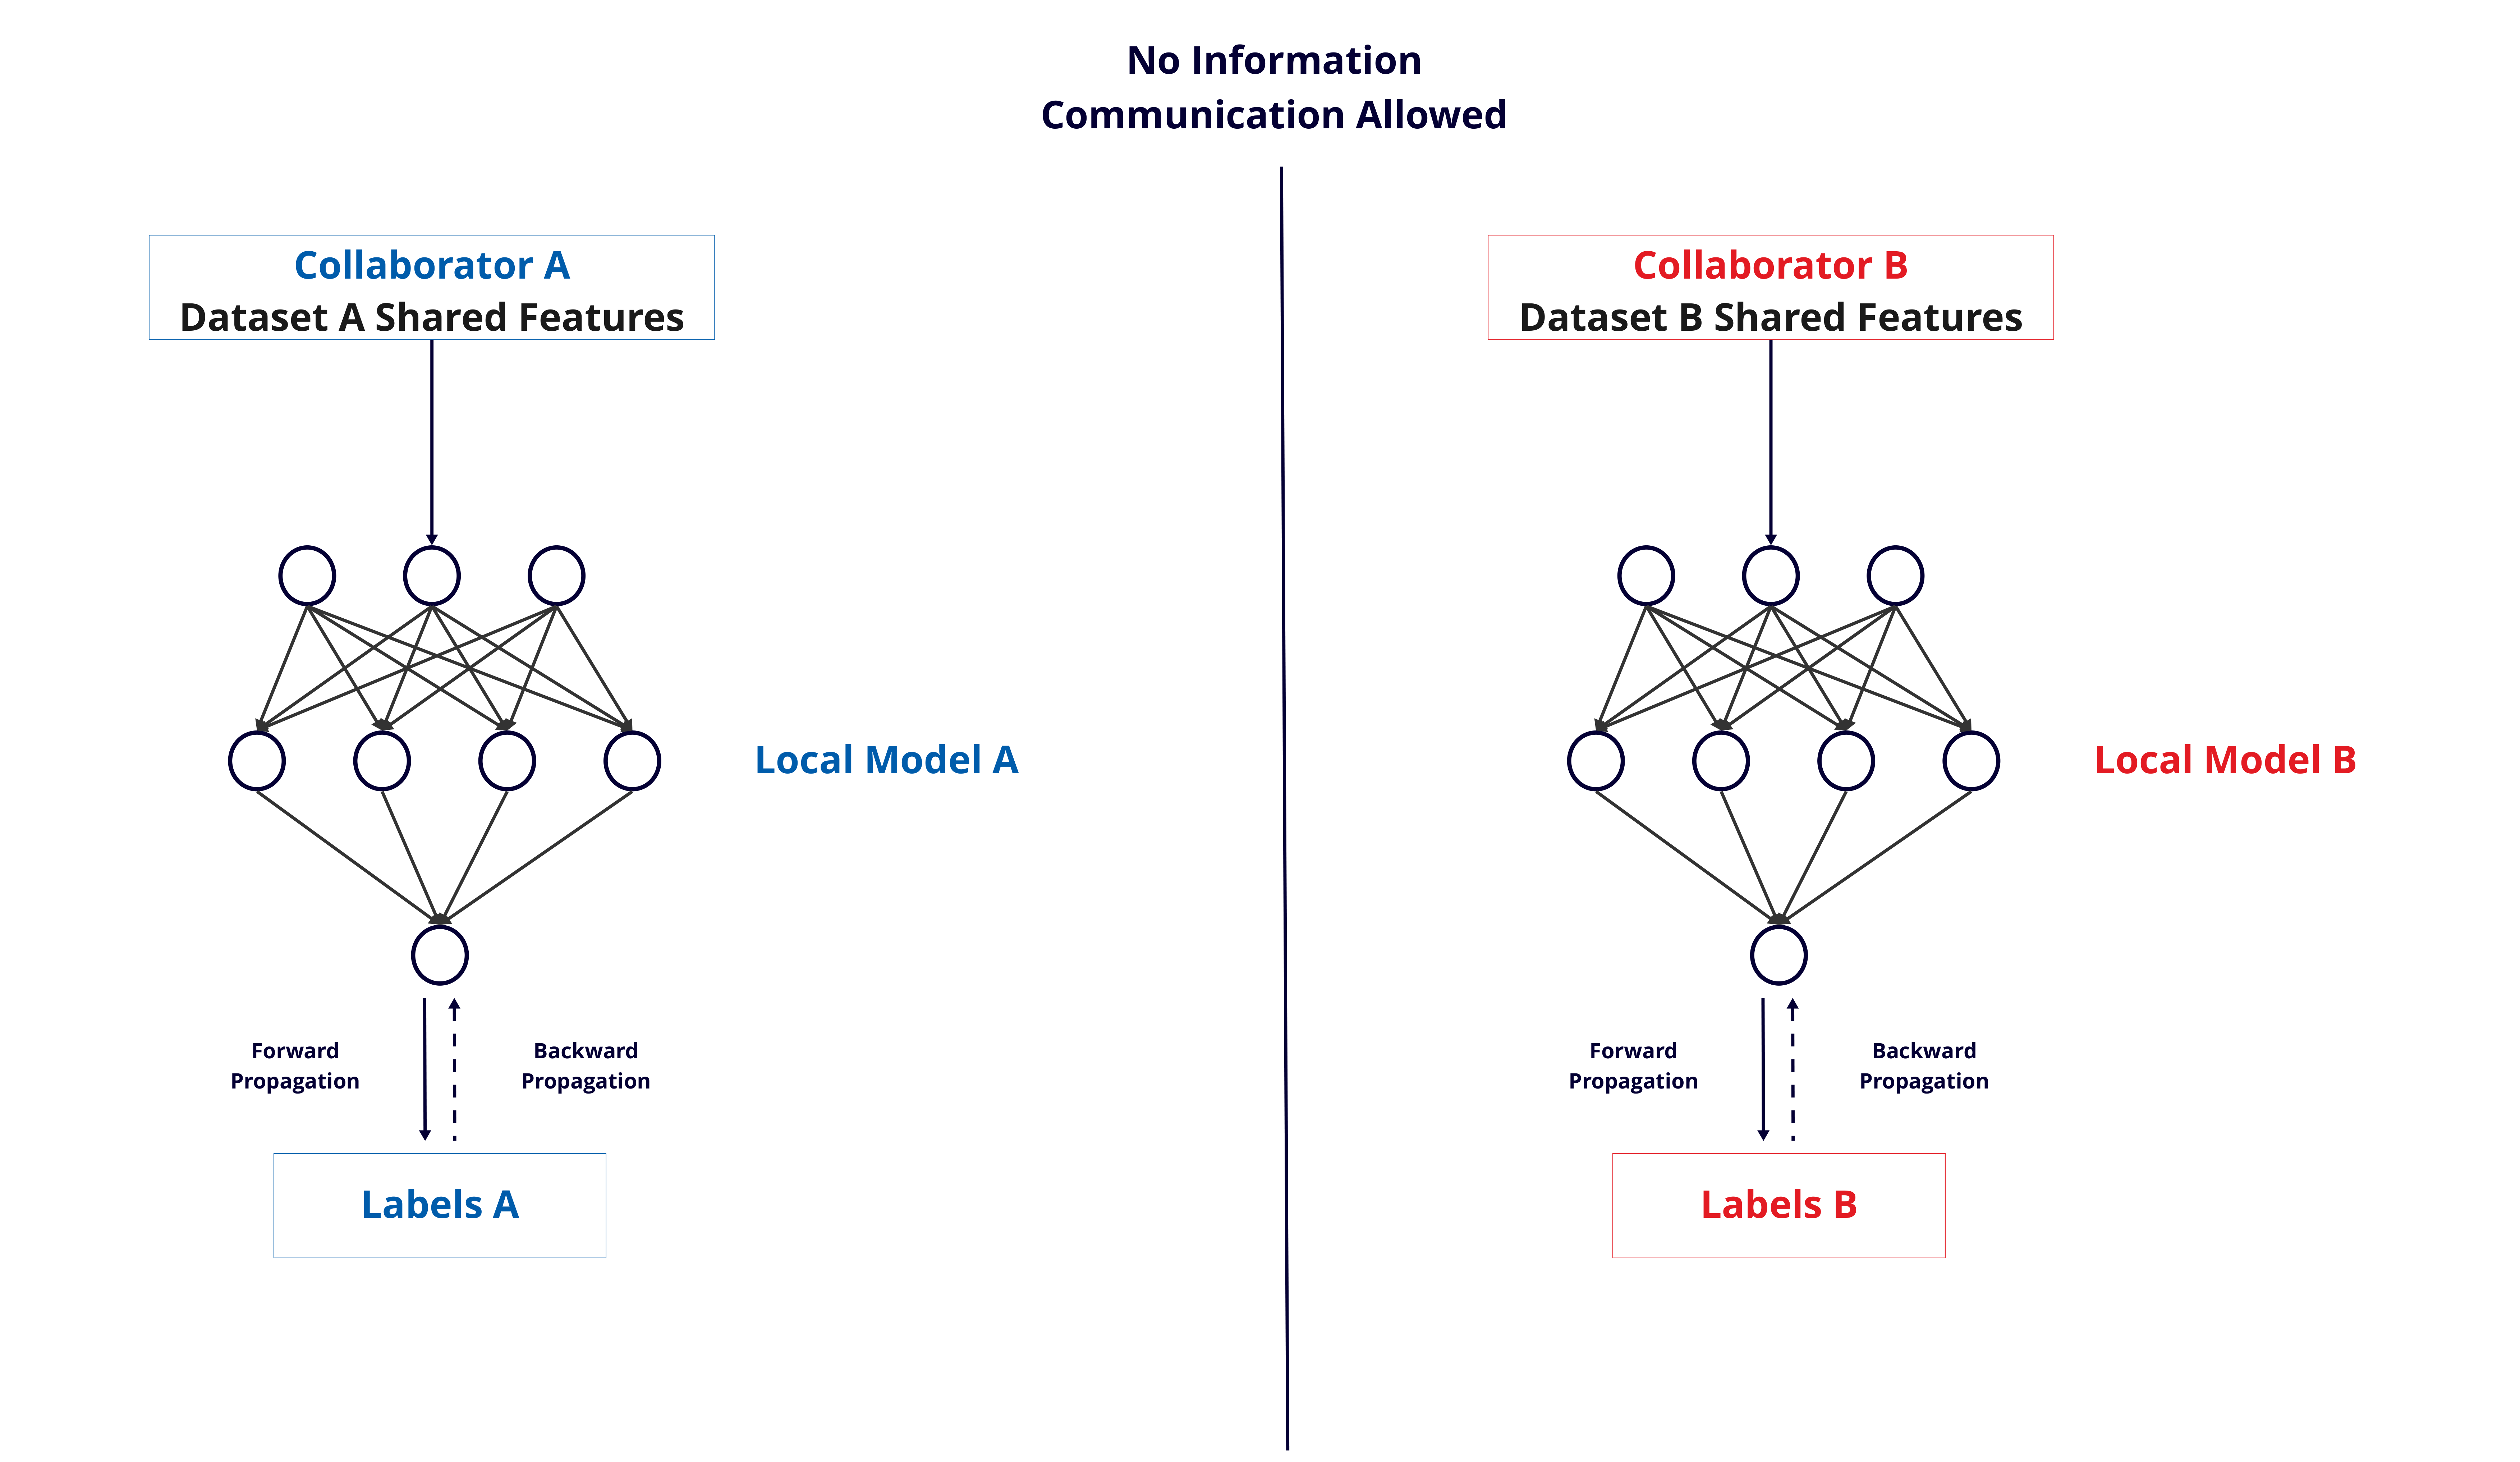 No Information
Communication Allowed
Collaborator A
Dataset A Shared Features
Collaborator B
Dataset B Shared Features
Local Model A
Local Model B
Forward
Propagation
Backward
Propagation
Forward
Propagation
Backward
Propagation
Labels A
Labels B